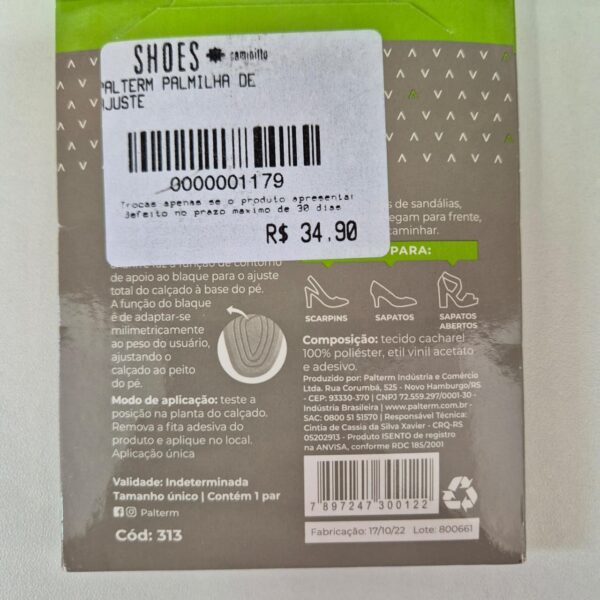 SHOES caminitto
PALTERM PALMILHA DE
AJUSTE
0000001179
Trocas apenas se o produto apresentar
defeito no prazo maximo de 30 dias
R$ 34,90
de apoio ao blaque para o ajuste
total do calçado à base do pé.
A função do blaque
é de adaptar-se
milimetricamente
ao peso do usuário,
ajustando o
calçado ao peito
do pé.
Modo de aplicação: teste a
posição na planta do calçado.
Remova a fita adesiva do
produto e aplique no local.
Aplicação única
Validade: Indeterminada
Tamanho único | Contém 1 par
Palterm
Cód: 313
s de sandálias,
egam para frente,
caminhar.
PARA:
SCARPINS
SAPATOS
SAPATOS
ABERTOS
Composição: tecido cacharel
100% poliéster, etil vinil acetato
e adesivo.
Produzido por: Palterm Indústria e Comércio
Ltda. Rua Corumbá, 525 - Novo Hamburgo/RS
- CEP: 93330-370 | CNPJ 72.559.297/0001-30 -
Indústria Brasileira | www.palterm.com.br -
SAC: 0800 51 51570 | Responsável Técnica:
Cintia de Cassia da Silva Xavier - CRQ-RS
05202913 - Produto ISENTO de registro
na ANVISA, conforme RDC 185/2001
7 897247 300122
Fabricação: 17/10/22 Lote: 800661